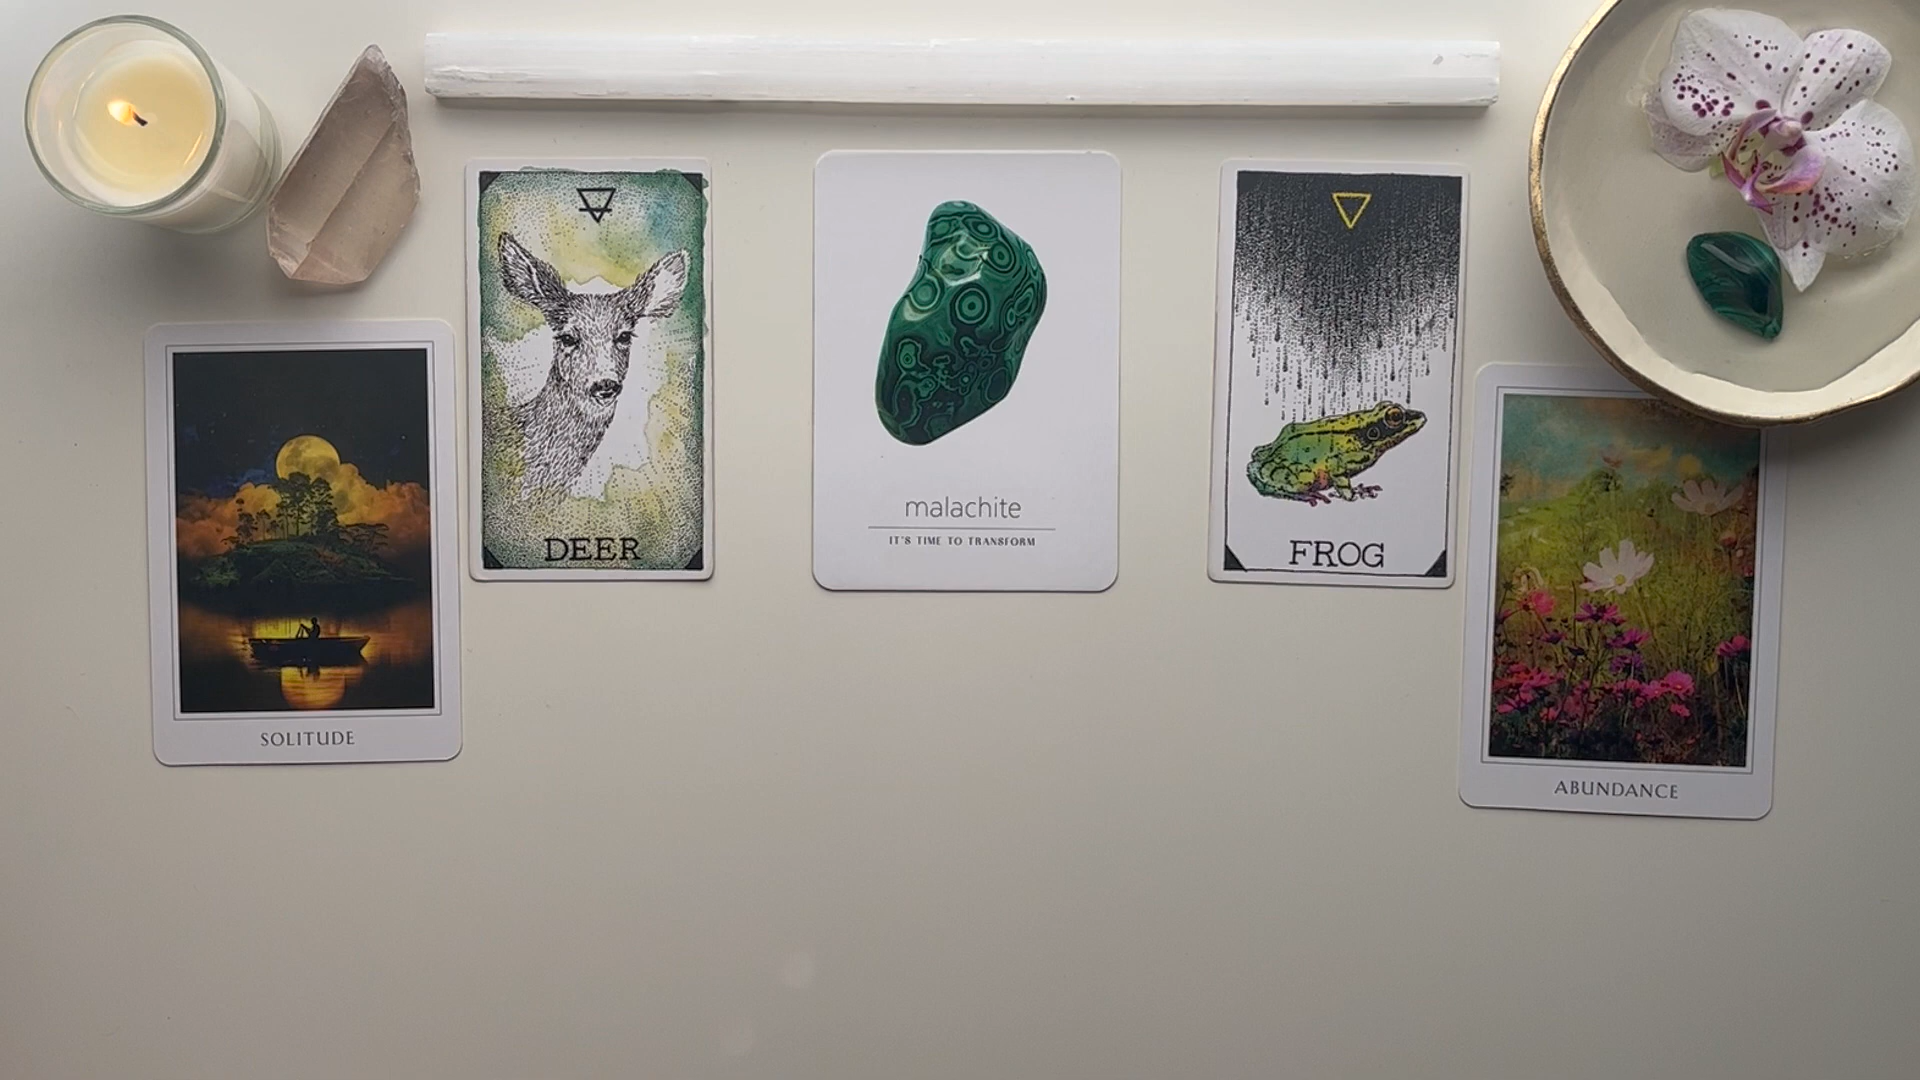 SOLITUDE
DEER
malachite
IT'S TIME TO TRANSFORM
FROG
ABUNDANCE